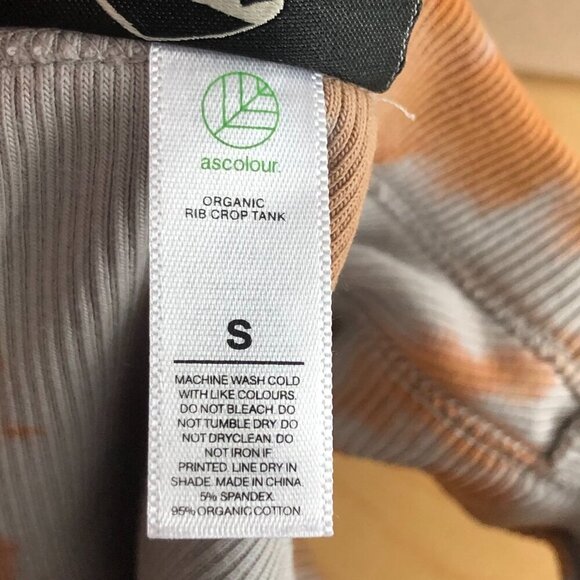 ascolour.
ORGANIC
RIB CROP TANK
S
MACHINE WASH COLD
WITH LIKE COLOURS.
DO NOT BLEACH. DO
NOT TUMBLE DRY. DO
NOT DRYCLEAN. DO
NOT IRON IF
PRINTED. LINE DRY IN
SHADE. MADE IN CHINA
5% SPANDEX.
95% ORGANIC COTTON